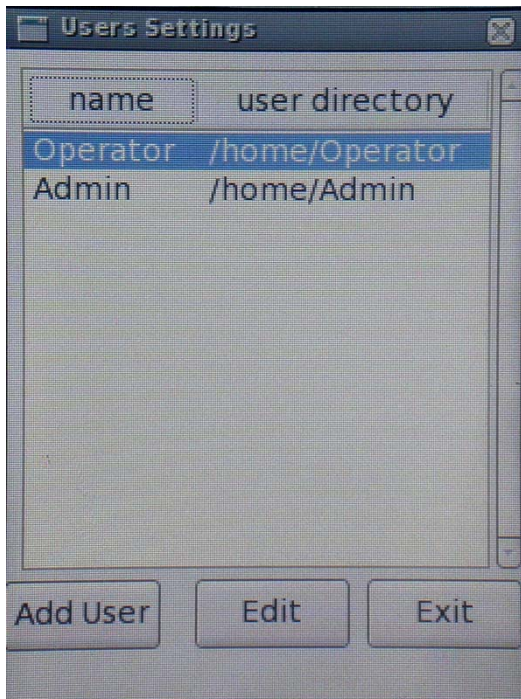 Users Settings
name user directory
Operator /home/Operator
Admin /home/Admin
Add User Edit Exit